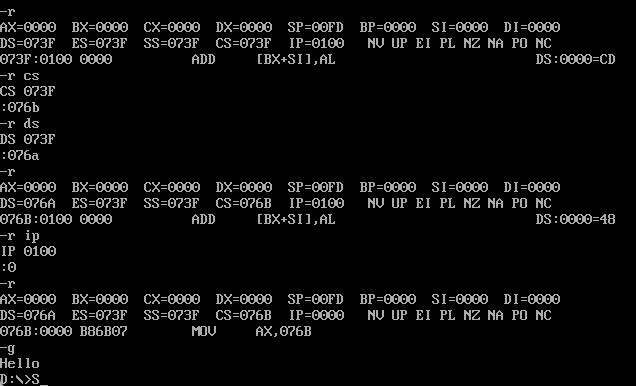 -r
AX=0000 BX=0000 CX=0000 DX=0000 SP=00FD BP=0000 SI=0000 DI=0000
DS=073F ES=073F SS=073F CS=073F IP=0100 NV UP EI PL NZ NA PO NC
073F:0100 0000 ADD [BX+SI],AL DS:0000=CD
-r cs
CS 073F
:076b
-r ds
DS 073F
:076a
-r
AX=0000 BX=0000 CX=0000 DX=0000 SP=00FD BP=0000 SI=0000 DI=0000
DS=076A ES=073F SS=073F CS=076B IP=0100 NV UP EI PL NZ NA PO NC
076B:0100 0000 ADD [BX+SI],AL DS:0000=48
-r ip
IP 0100
:0
-r
AX=0000 BX=0000 CX=0000 DX=0000 SP=00FD BP=0000 SI=0000 DI=0000
DS=076A ES=073F SS=073F CS=076B IP=0000 NV UP EI PL NZ NA PO NC
076B:0000 B86B07 MOV AX,076B
-g
Hello
D:\>S_